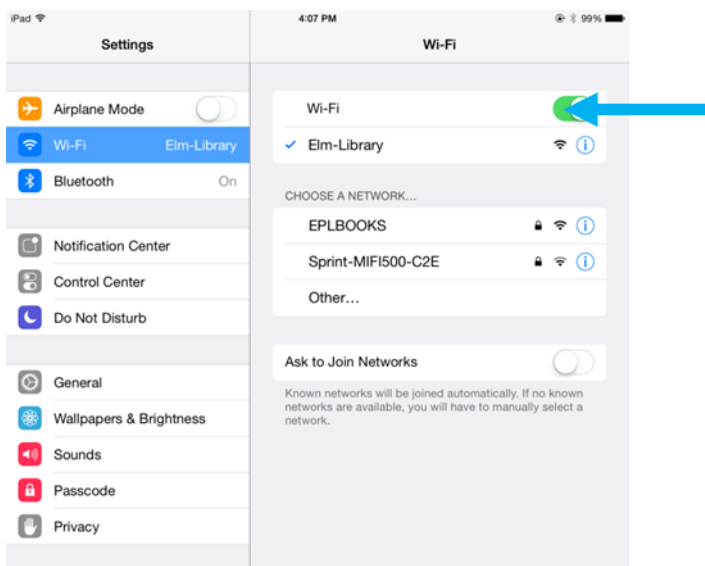 iPad 4:07 PM 99%
Settings
Wi-Fi
Airplane Mode
Wi-Fi Elm-Library
Bluetooth On
Notification Center
Control Center
Do Not Disturb
General
Wallpapers & Brightness
Sounds
Passcode
Privacy
Wi-Fi
Elm-Library
CHOOSE A NETWORK...
EPLBOOKS
Sprint-MIFI500-C2E
Other...
Ask to Join Networks
Known networks will be joined automatically. If no known
networks are available, you will have to manually select a
network.